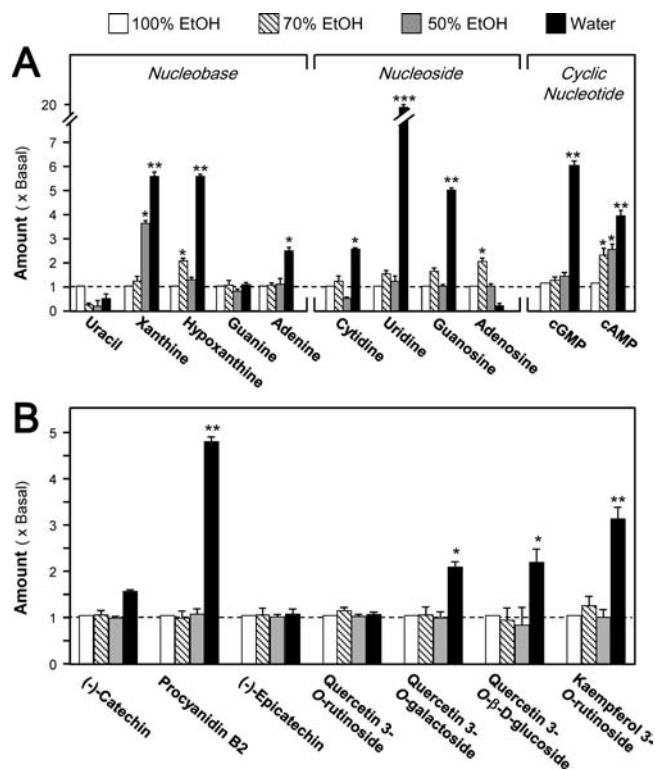 100% EtOH 70% EtOH 50% EtOH Water
A
Nucleobase Nucleoside Cyclic
Nucleotide
20
7
6
5
4
3
2
1
0
Amount ( x Basal)
** * * ** * * *** ** * ** * * **
Uracil Xanthine Hypoxanthine Guanine Adenine Cytidine Uridine Guanosine Adenosine cGMP cAMP
B
5
4
3
2
1
0
Amount ( x Basal)
** * * **
(-)-Catechin Procyanidin B2 (-)-Epicatechin Quercetin 3-
O-rutinoside Quercetin 3-
O-galactoside Quercetin 3-
O-β-D-glucoside Kaempferol 3-
O-rutinoside